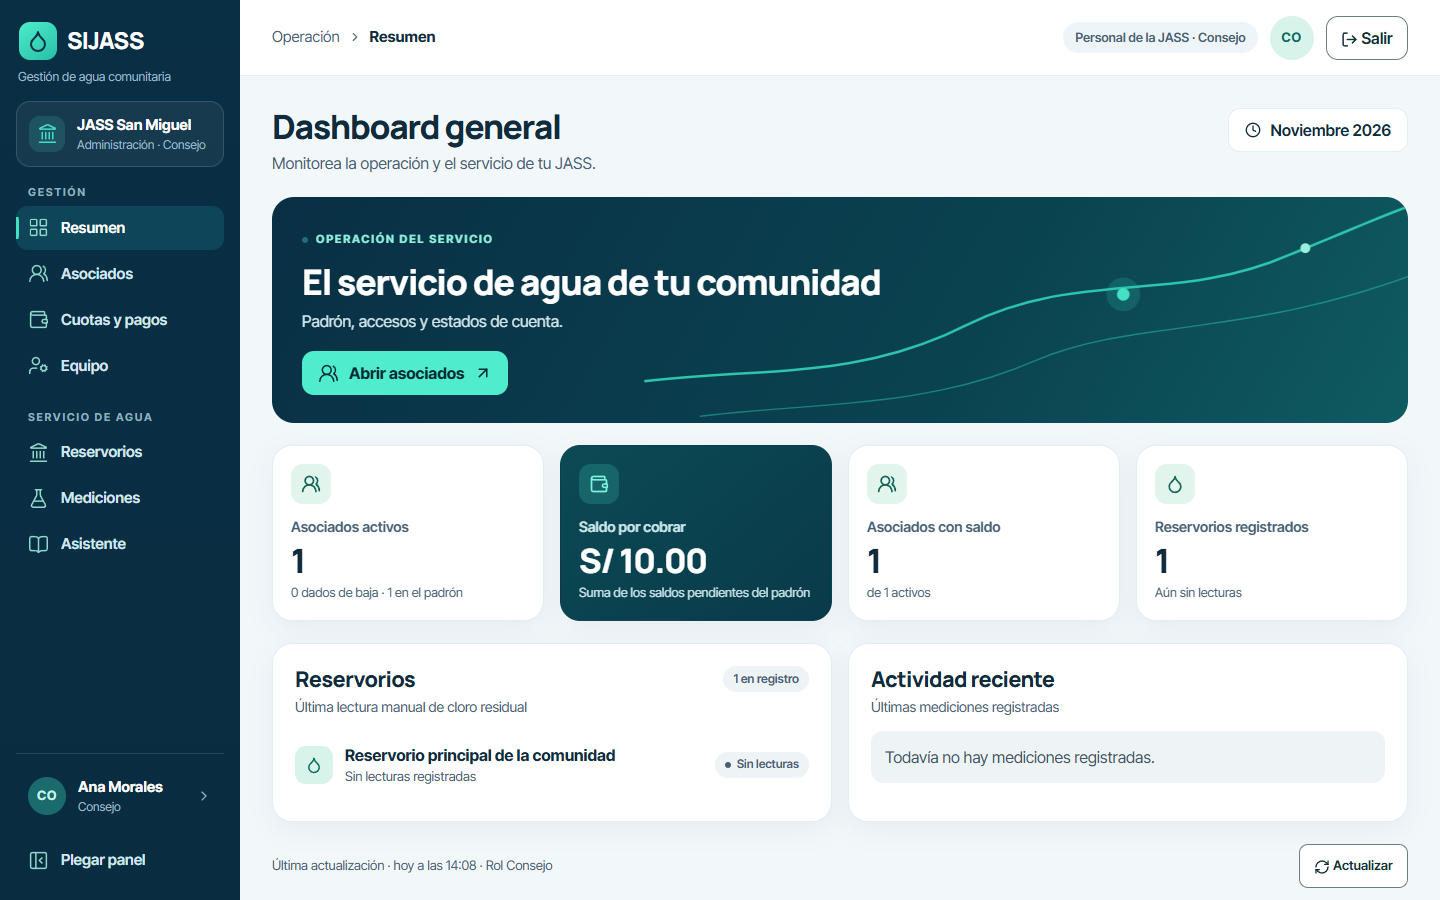 SIJASS
Gestión de agua comunitaria
JASS San Miguel
Administración · Consejo
GESTIÓN
Resumen
Asociados
Cuotas y pagos
Equipo
SERVICIO DE AGUA
Reservorios
Mediciones
Asistente
CO
Ana Morales
Consejo
Plegar panel
Operación > Resumen
Personal de la JASS · Consejo
CO
Salir
Dashboard general
Monitorea la operación y el servicio de tu JASS.
Noviembre 2026
OPERACIÓN DEL SERVICIO
El servicio de agua de tu comunidad
Padrón, accesos y estados de cuenta.
Abrir asociados
Asociados activos
1
0 dados de baja · 1 en el padrón
Saldo por cobrar
S/ 10.00
Suma de los saldos pendientes del padrón
Asociados con saldo
1
de 1 activos
Reservorios registrados
1
Aún sin lecturas
Reservorios
Última lectura manual de cloro residual
1 en registro
Reservorio principal de la comunidad
Sin lecturas registradas
Sin lecturas
Actividad reciente
Últimas mediciones registradas
Todavía no hay mediciones registradas.
Última actualización · hoy a las 14:08 · Rol Consejo
Actualizar